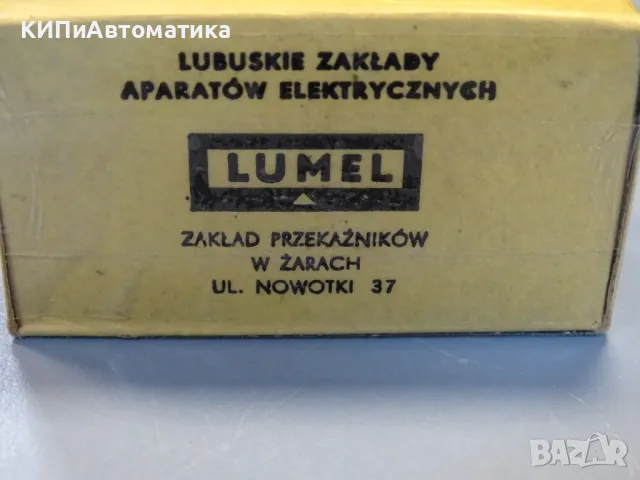 КИПиАвтоматика
LUBUSKIE ZAKŁADY
APARATÓW ELEKTRYCZNYCH
LUMEL
ZAKŁAD PRZEKAŹNIKÓW
W ŻARACH
UL. NOWOTKI 37
BAZAR